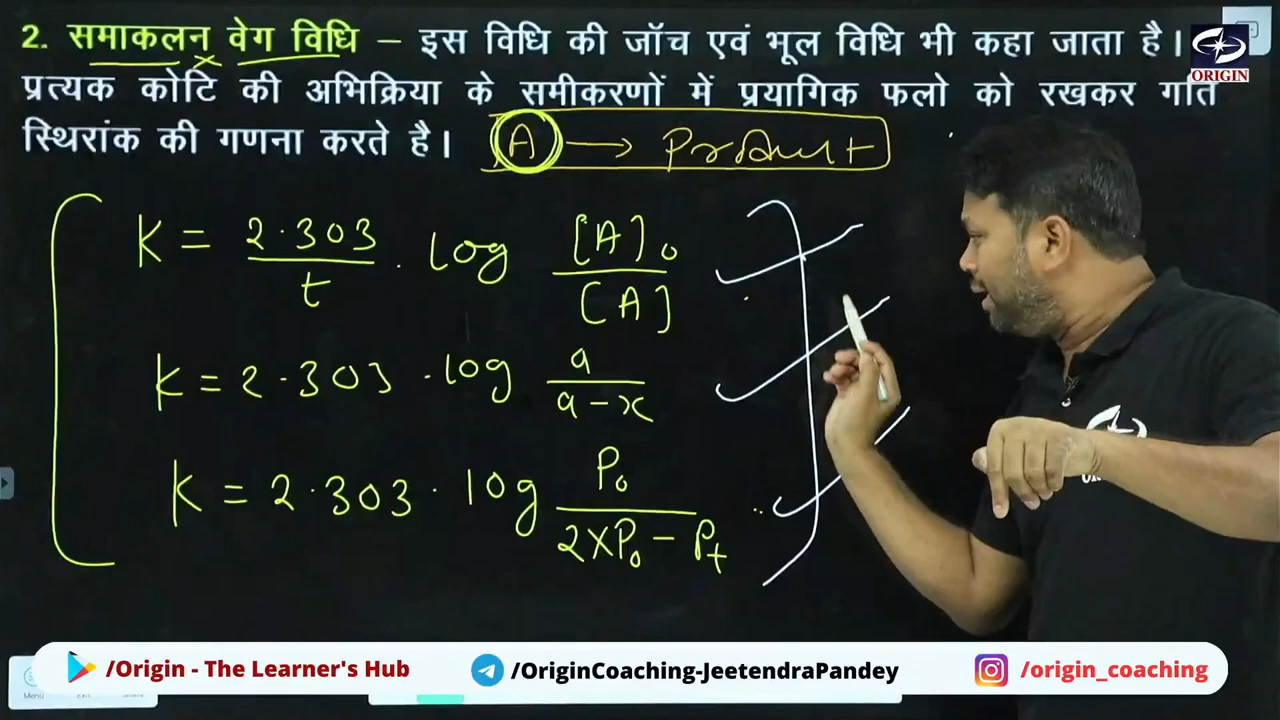 2. समाकलन वेग विधि – इस विधि की जॉच एवं भूल विधि भी कहा जाता है।
ORIGIN
प्रत्यक कोटि की अभिक्रिया के समीकरणों में प्रयागिक फलो को रखकर गति
स्थिरांक की गणना करते है।
A → Product
K = 2.303/t . log [A]₀/[A]
K = 2.303 . log a/a-x
K = 2.303 . log P₀/2×P₀ - Pt
/Origin - The Learner's Hub
/OriginCoaching-JeetendraPandey
/origin_coaching
Menu